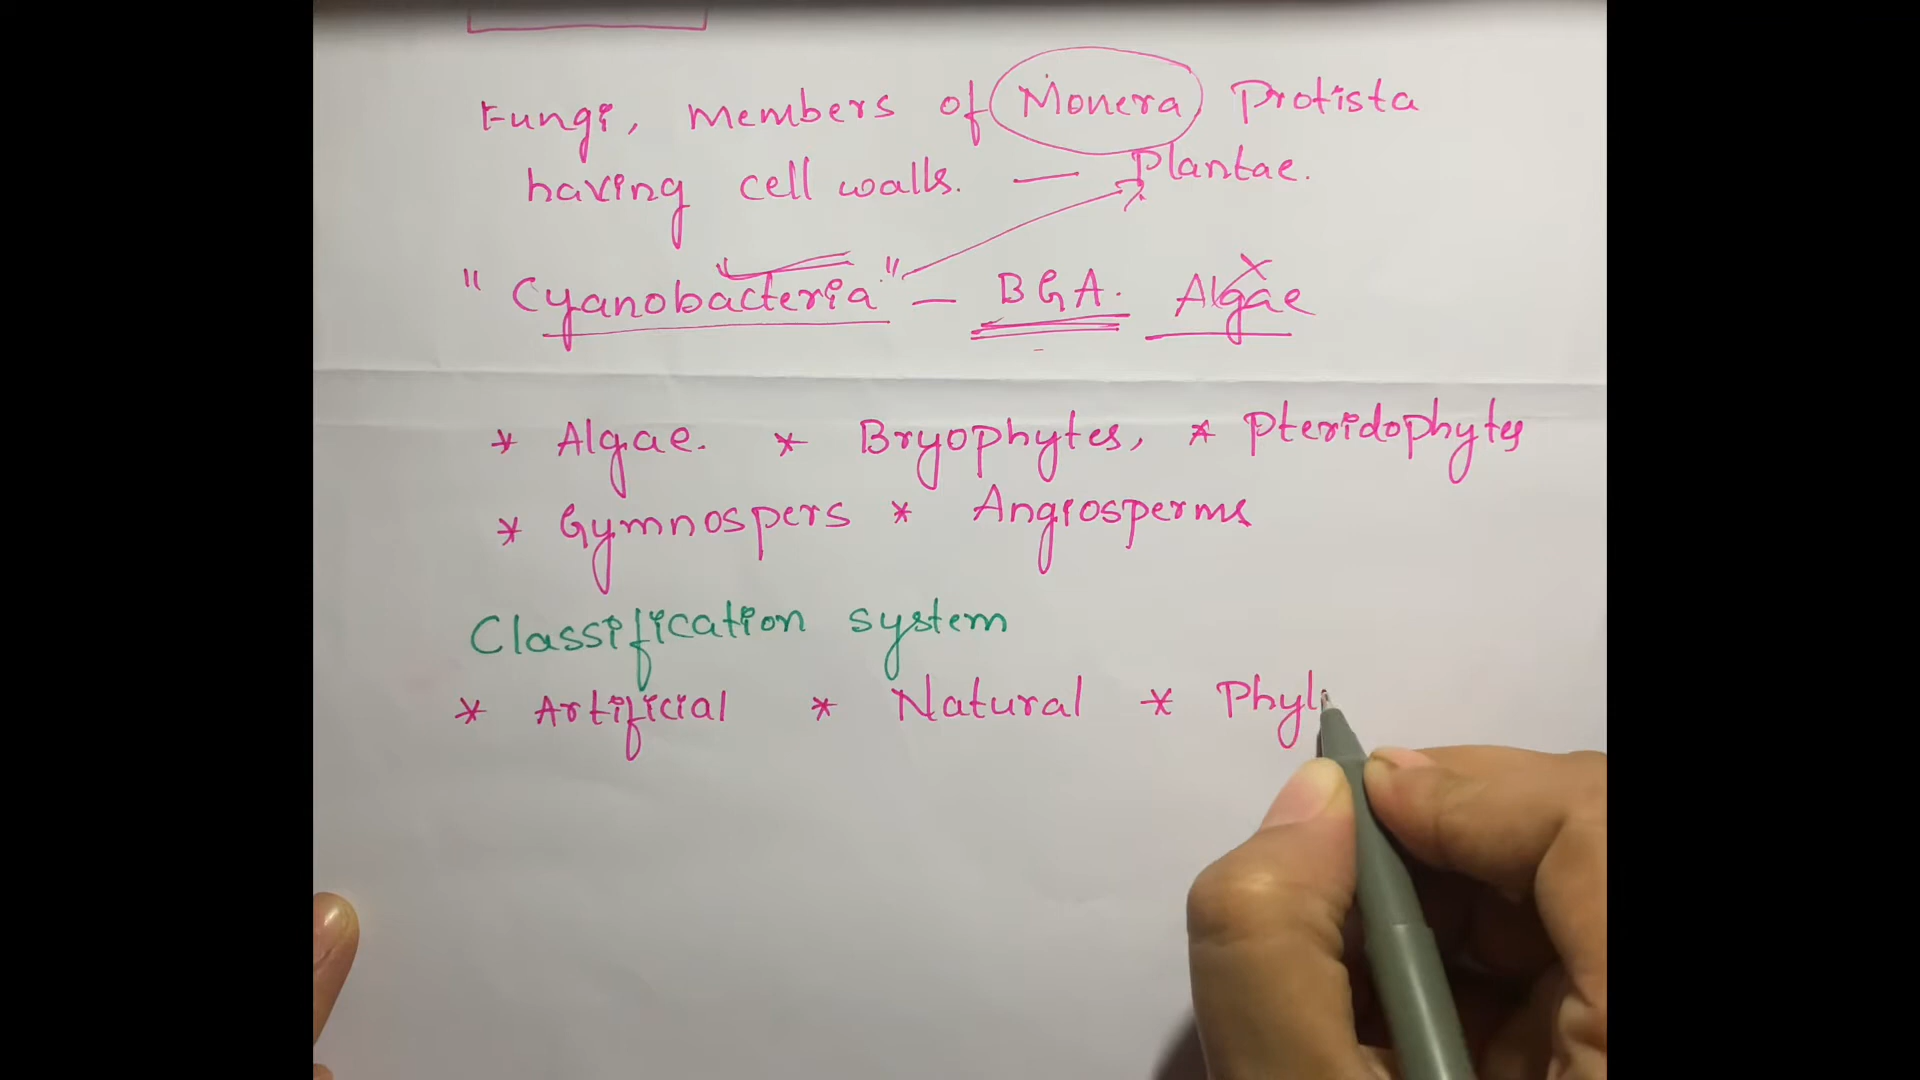 Fungi, members of Monera Protista
having cell walls. — Plantae.
" Cyanobacteria " — BGA. Algae
* Algae. * Bryophytes, * Pteridophytes
* Gymnospers * Angiosperms
Classification system
* Artificial * Natural * Phyl